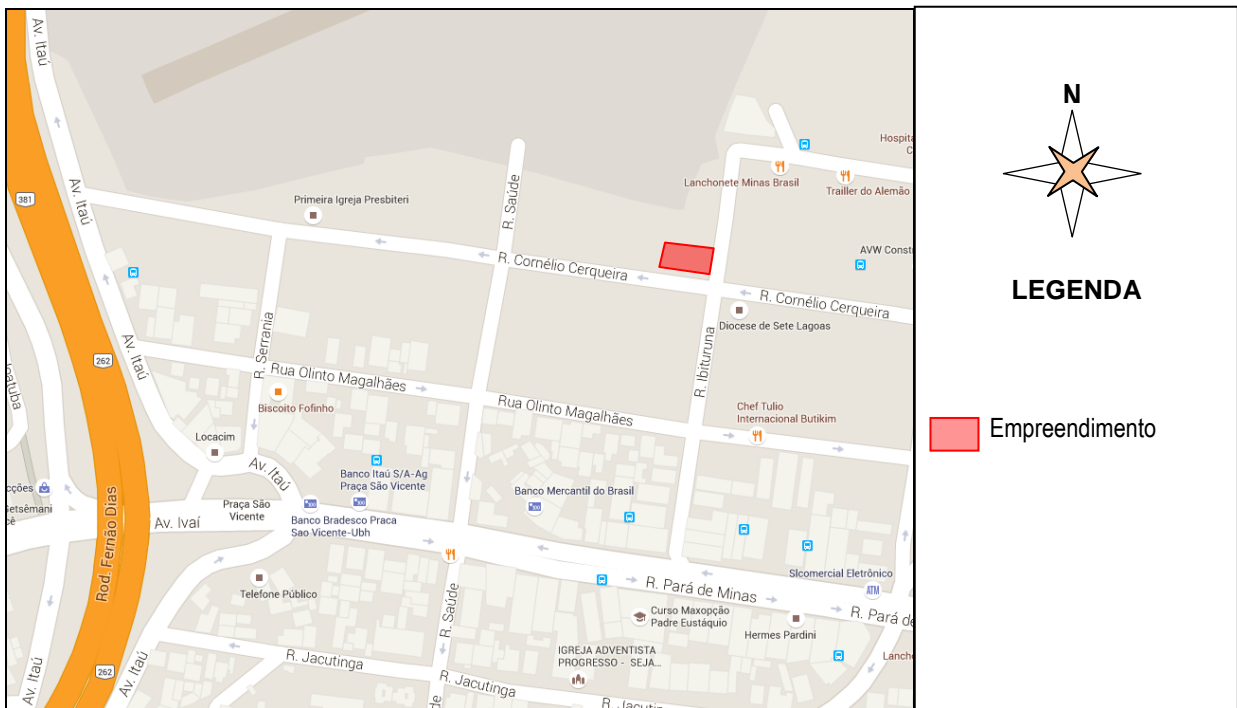 Av. Itaú
Av. Itaú
381
Primeira Igreja Presbiteri
R. Saúde
Lanchonete Minas Brasil
Trailler do Alemão
Hospita
C
AVW Constr
R. Cornélio Cerqueira
R. Cornélio Cerqueira
Diocese de Sete Lagoas
R. Serrania
R. Ibituruna
Av. Itaú
262
Rua Olinto Magalhães
Rua Olinto Magalhães
Biscoito Fofinho
Chef Tulio
Internacional Butikim
Locacim
Av. Itaú
Banco Itaú S/A-Ag
Praça São Vicente
Banco Mercantil do Brasil
cções
Praça São
Vicente
Av. Ivaí
Banco Bradesco Praca
Sao Vicente-Ubh
Rod. Fernão Dias
Telefone Público
R. Saúde
R. Pará de Minas
Slcomercial Eletrônico
ATM
R. Pará de
Curso Maxopção
Padre Eustáquio
Hermes Pardini
IGREJA ADVENTISTA
PROGRESSO - SEJA...
Lancho
R. Jacutinga
R. Jacutinga
R. Jacutin
262
Av. Itaú
Av. Itaú
N
LEGENDA
Empreendimento